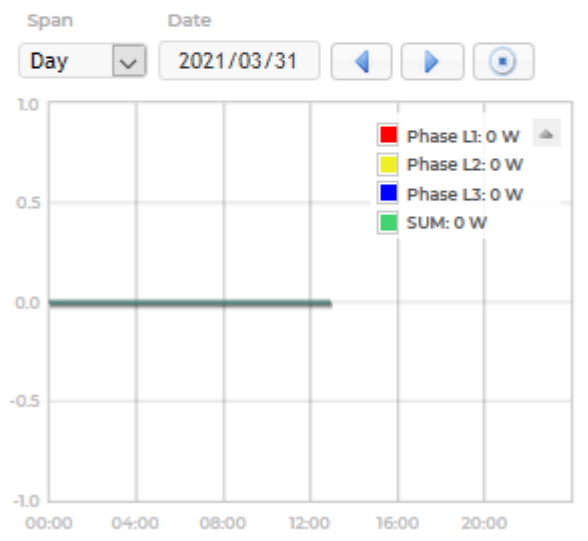 Span Date
Day 2021/03/31
1.0
Phase L1: 0 W
Phase L2: 0 W
0.5
Phase L3: 0 W
SUM: 0 W
0.0
-0.5
-1.0
00:00 04:00 08:00 12:00 16:00 20:00